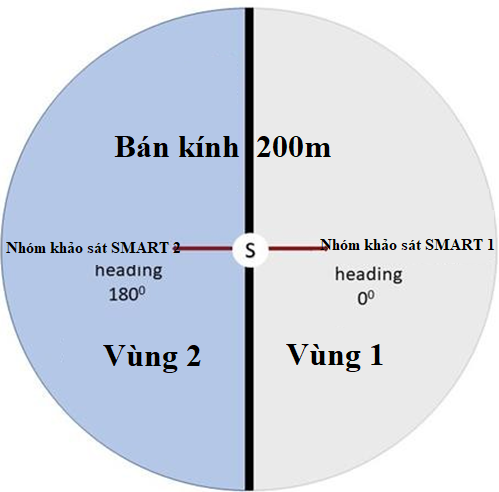 Bán kính 200m
Nhóm khảo sát SMART 2
S
Nhóm khảo sát SMART 1
heading
180⁰
heading
0⁰
Vùng 2
Vùng 1